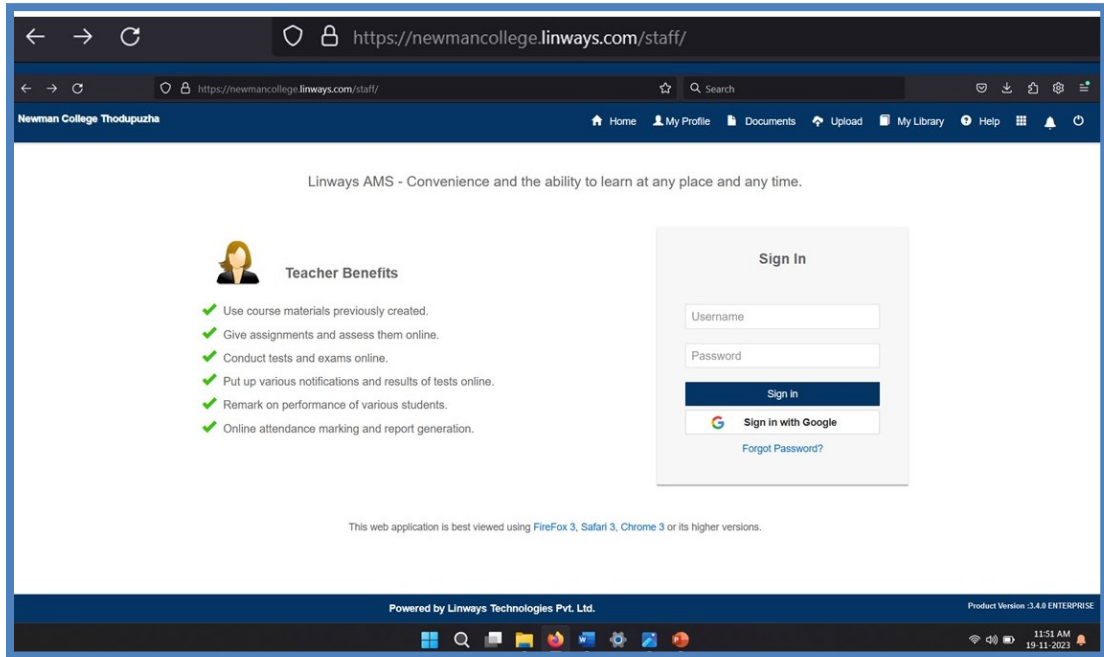 https://newmancollege.linways.com/staff/
https://newmancollege.linways.com/staff/
Search
Newman College Thodupuzha
Home My Profile Documents Upload My Library Help
Linways AMS - Convenience and the ability to learn at any place and any time.
Teacher Benefits
Use course materials previously created.
Give assignments and assess them online.
Conduct tests and exams online.
Put up various notifications and results of tests online.
Remark on performance of various students.
Online attendance marking and report generation.
Sign In
Username
Password
Sign in
Sign in with Google
Forgot Password?
This web application is best viewed using FireFox 3, Safari 3, Chrome 3 or its higher versions.
Powered by Linways Technologies Pvt. Ltd.
Product Version :3.4.0 ENTERPRISE
11:51 AM
19-11-2023